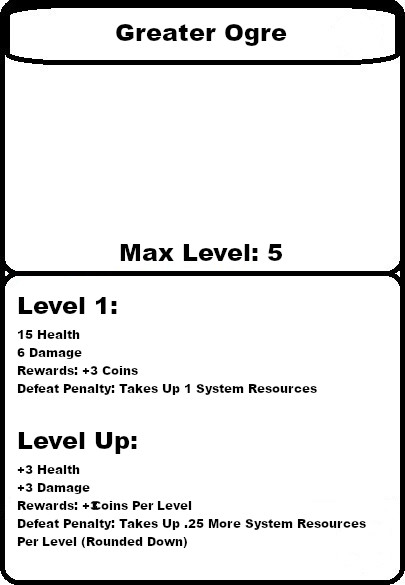 Greater Ogre
Max Level: 5
Level 1:
15 Health
6 Damage
Rewards: +3 Coins
Defeat Penalty: Takes Up 1 System Resources
Level Up:
+3 Health
+3 Damage
Rewards: +3Coins Per Level
Defeat Penalty: Takes Up .25 More System Resources
Per Level (Rounded Down)